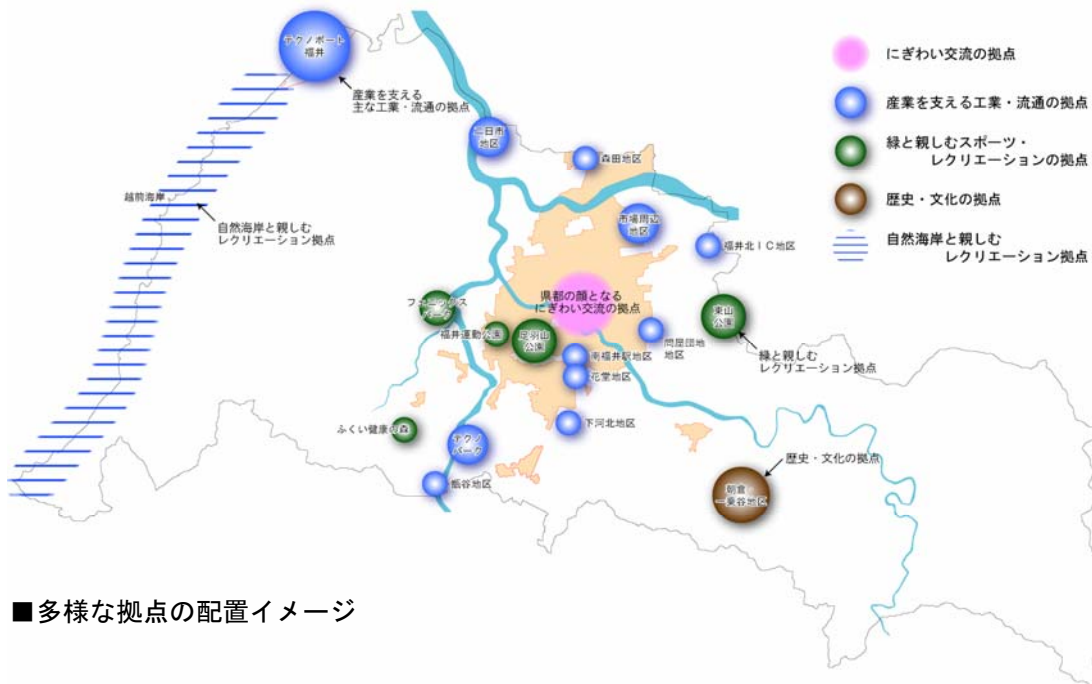 テクノポート
福井
産業を支える
主な工業・流通の拠点
二日市
地区
森田地区
市場周辺
地区
福井北IC地区
越前海岸
自然海岸と親しむ
レクリエーション拠点
県都の顔となる
にぎわい交流の拠点
フェニックス
パーク
福井運動公園
足羽山
公園
問屋団地
地区
東山
公園
緑と親しむ
レクリエーション拠点
南福井駅地区
花堂地区
下河北地区
ふくい健康の森
テクノ
パーク
歴史・文化の拠点
朝倉
一乗谷地区
にぎわい交流の拠点
産業を支える工業・流通の拠点
緑と親しむスポーツ・
レクリエーションの拠点
歴史・文化の拠点
自然海岸と親しむ
レクリエーション拠点
■多様な拠点の配置イメージ